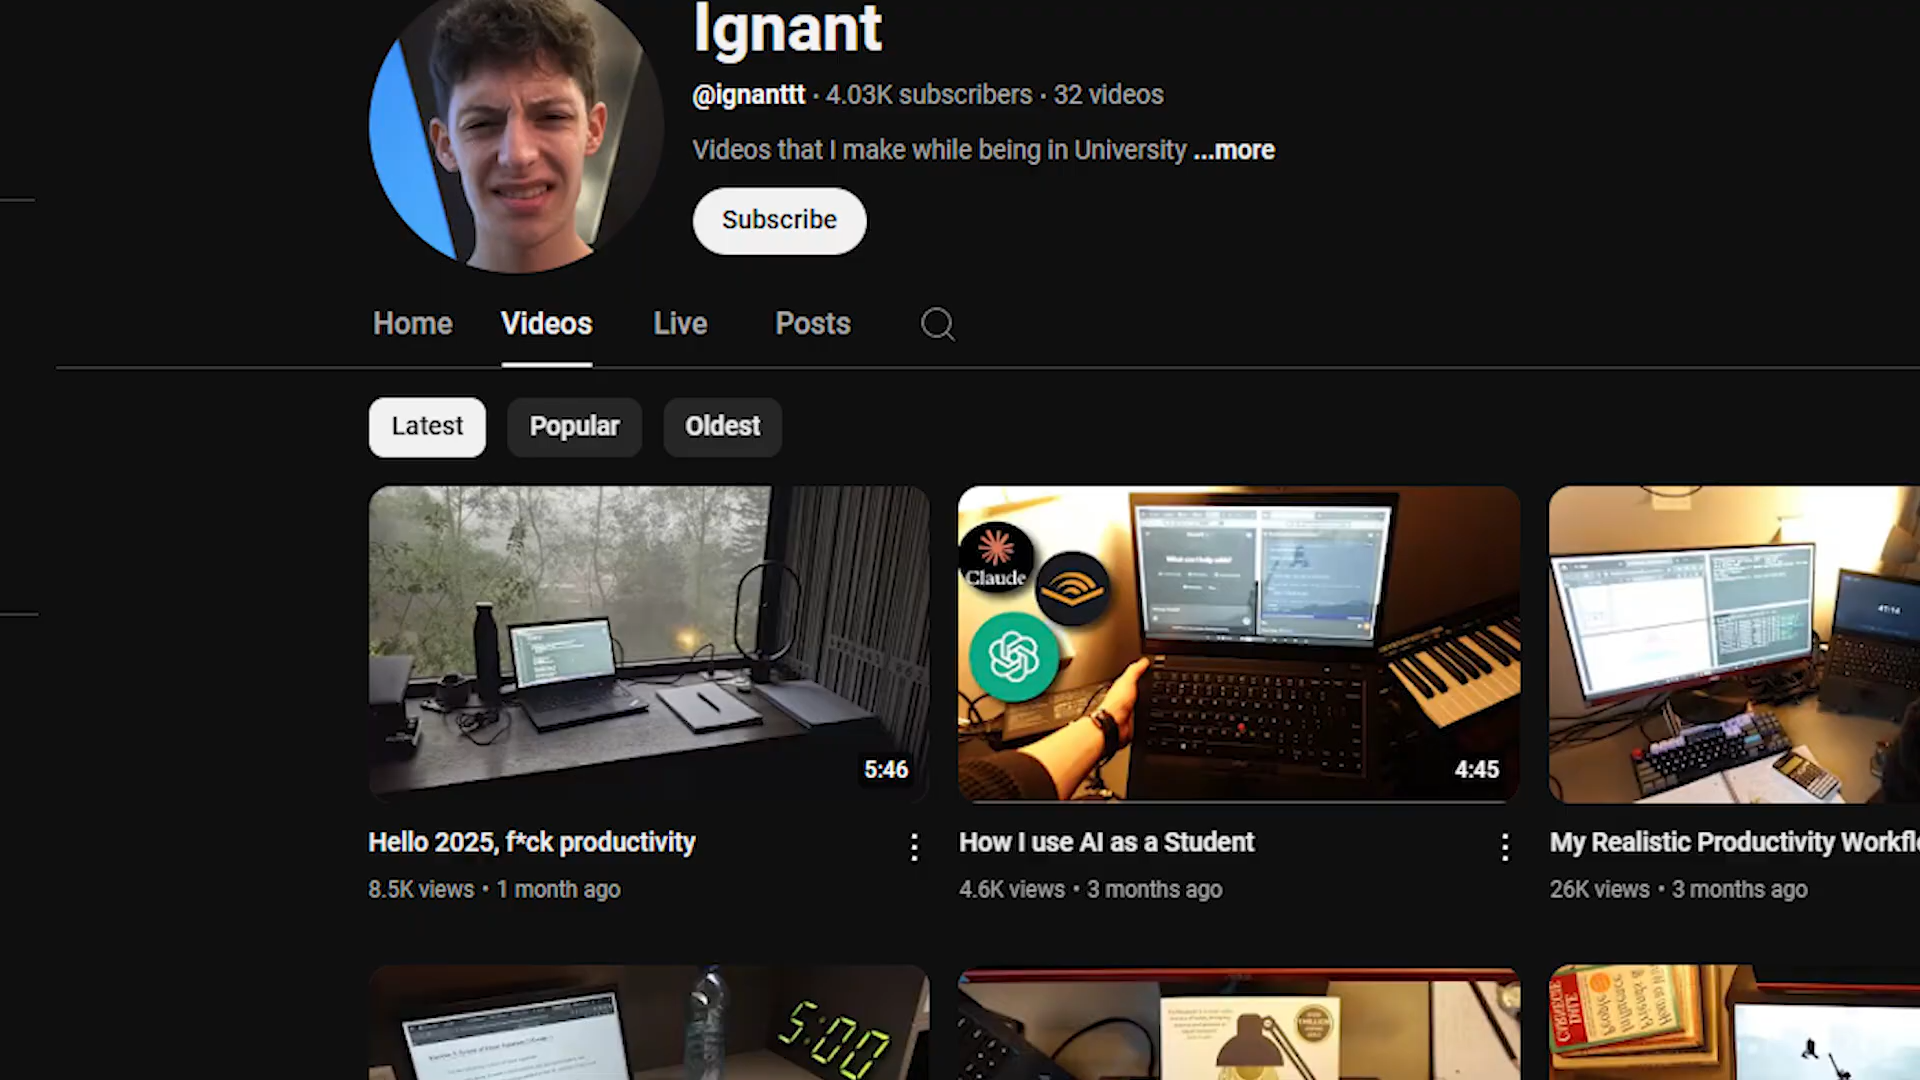 Ignant
@ignanttt · 4.03K subscribers · 32 videos
Videos that I make while being in University ...more
Subscribe
Home Videos Live Posts
Latest Popular Oldest
Claude
5:46
4:45
41:14
Hello 2025, f*ck productivity
How I use AI as a Student
My Realistic Productivity Workfl
8.5K views • 1 month ago
4.6K views • 3 months ago
26K views • 3 months ago
5:00